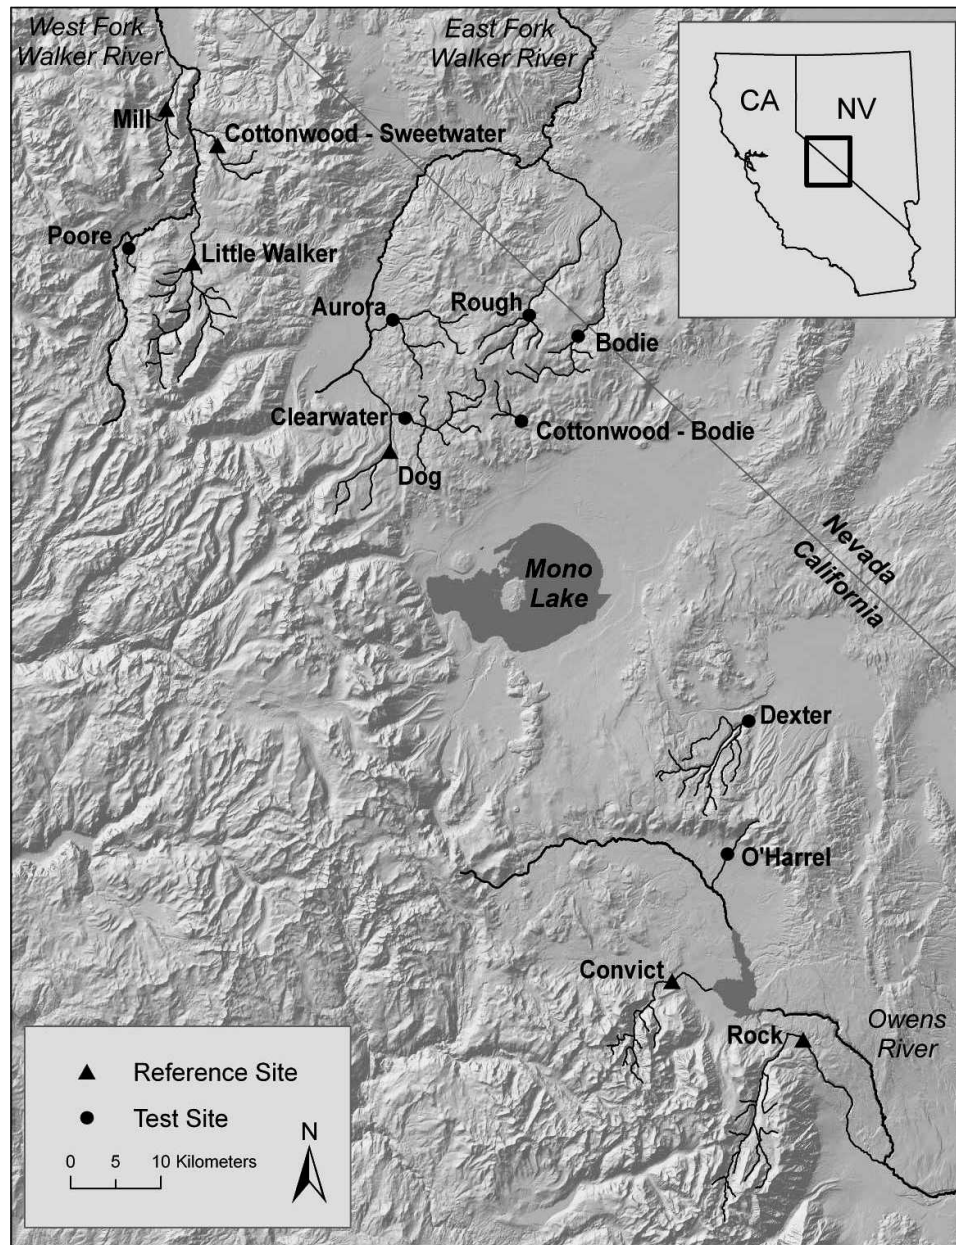 West Fork
Walker River
East Fork
Walker River
CA
NV
Mill
Cottonwood - Sweetwater
Poore
Little Walker
Aurora
Rough
Bodie
Clearwater
Cottonwood - Bodie
Dog
Nevada
California
Mono
Lake
Dexter
O'Harrel
Convict
Rock
Owens
River
Reference Site
Test Site
N
0 5 10 Kilometers